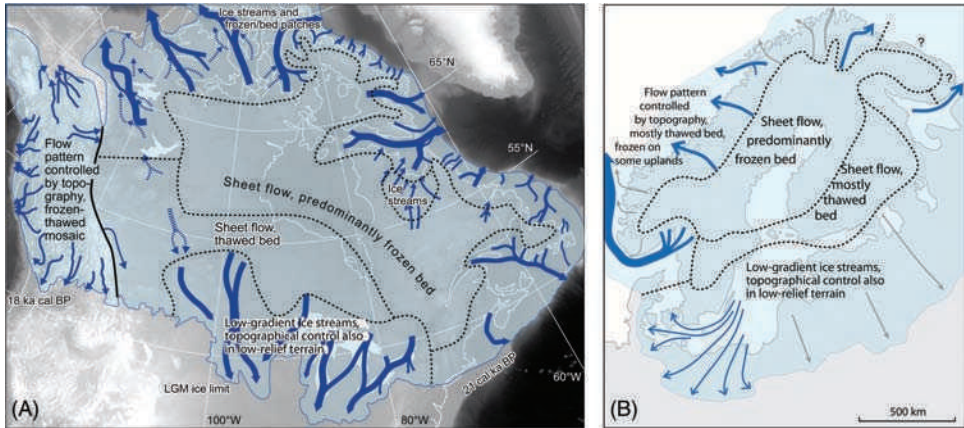 Ice streams and
frozen/bed patches
65°N
Flow
pattern
controlled
by topo-
graphy,
frozen-
thawed
mosaic
55°N
Ice
streams
Sheet flow, predominantly frozen bed
Sheet flow,
thawed bed
18 ka cal BP
Low-gradient ice streams,
topographical control also
in low-relief terrain
21 cal ka BP
LGM ice limit
60°W
(A)
100°W
80°W
?
?
Flow pattern
controlled
by topography,
mostly thawed bed,
frozen on
some uplands
Sheet flow,
predominantly
frozen bed
Sheet flow,
mostly
thawed
bed
Low-gradient ice streams,
topographical control also
in low-relief terrain
(B)
500 km